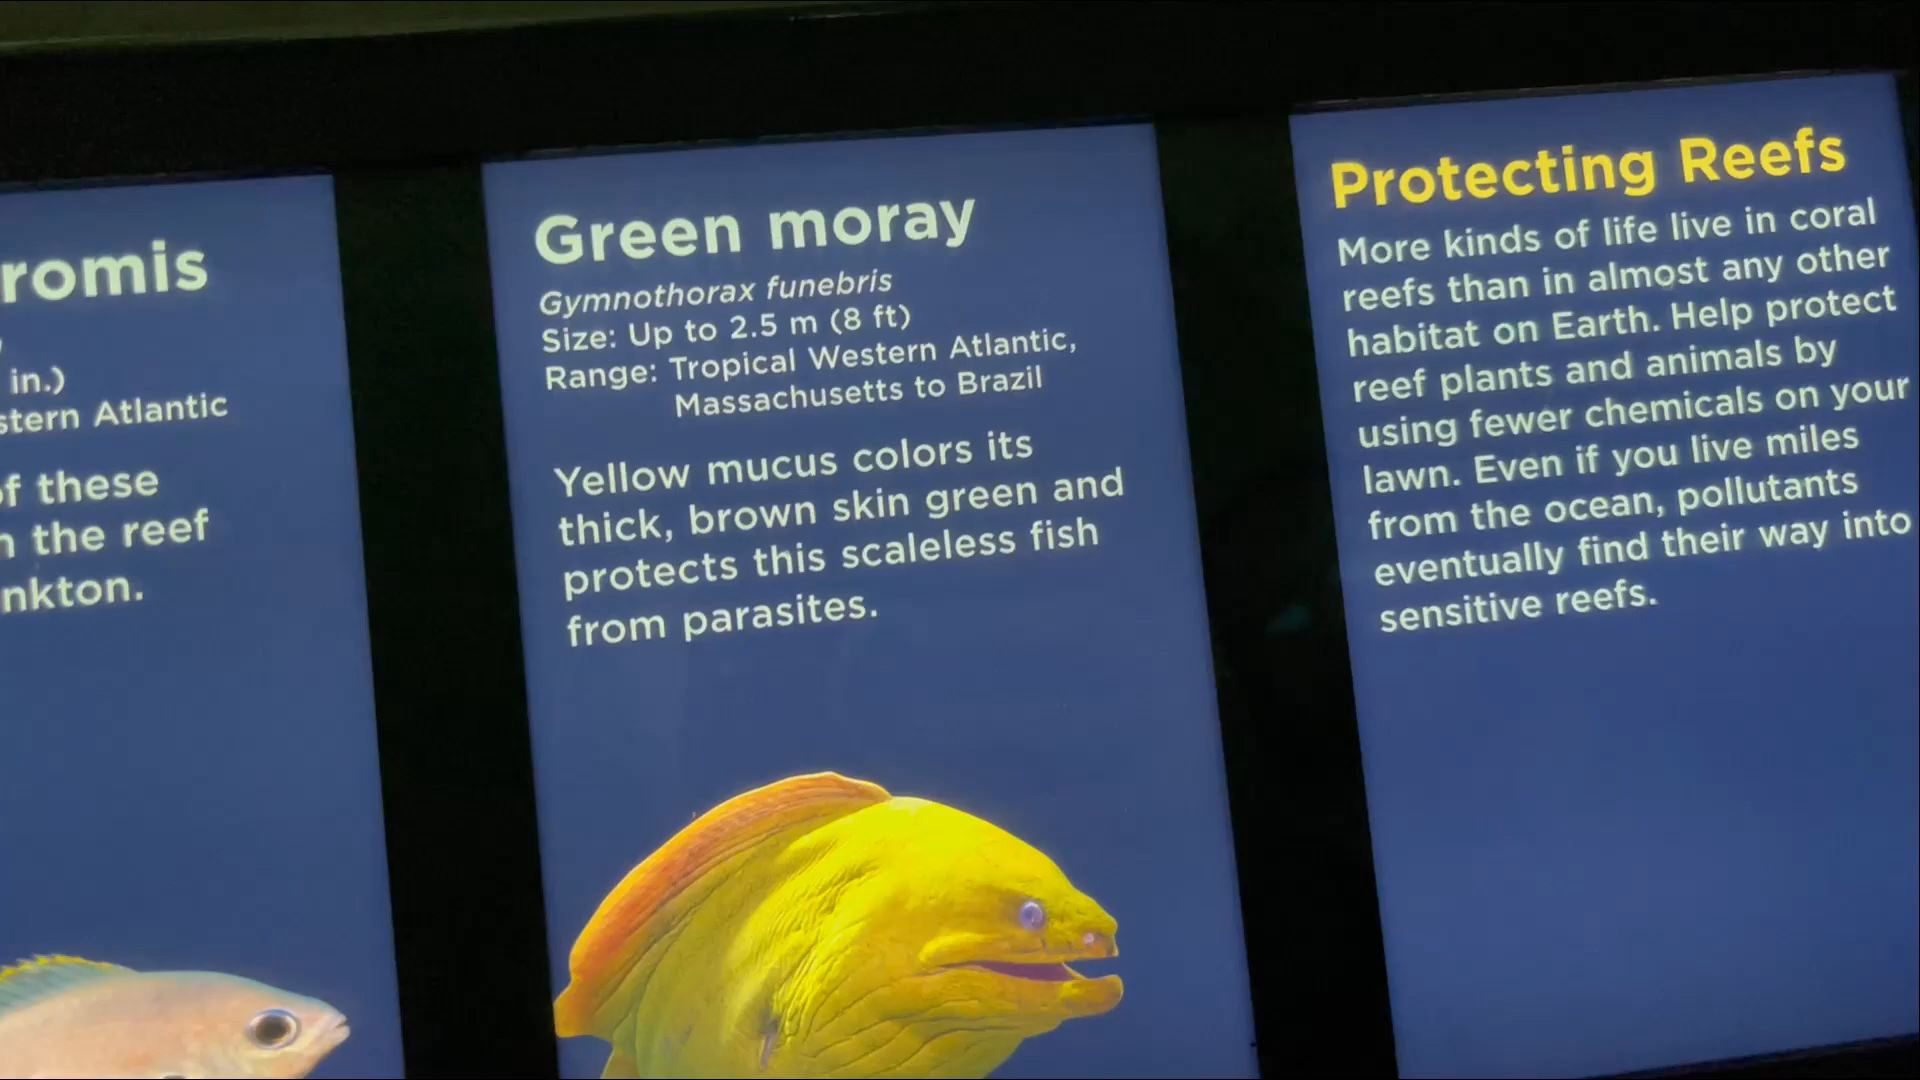 romis
in.)
stern Atlantic
of these
the reef
nkton.
Green moray
Gymnothorax funebris
Size: Up to 2.5 m (8 ft)
Range: Tropical Western Atlantic,
Massachusetts to Brazil
Yellow mucus colors its
thick, brown skin green and
protects this scaleless fish
from parasites.
Protecting Reefs
More kinds of life live in coral
reefs than in almost any other
habitat on Earth. Help protect
reef plants and animals by
using fewer chemicals on your
lawn. Even if you live miles
from the ocean, pollutants
eventually find their way into
sensitive reefs.